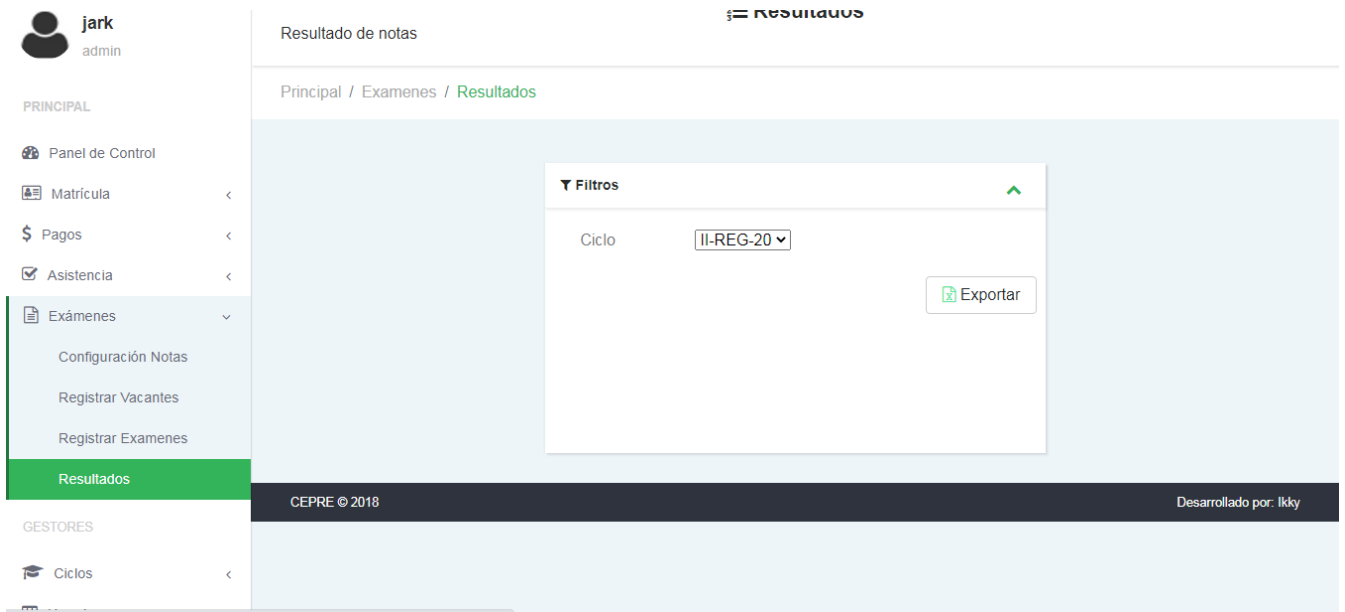 jark
admin
PRINCIPAL
Panel de Control
Matrícula
Pagos
Asistencia
Exámenes
Configuración Notas
Registrar Vacantes
Registrar Examenes
Resultados
GESTORES
Ciclos
Resultados
Resultado de notas
Principal / Examenes / Resultados
Filtros
Ciclo II-REG-20
Exportar
CEPRE © 2018 Desarrollado por: Ikky